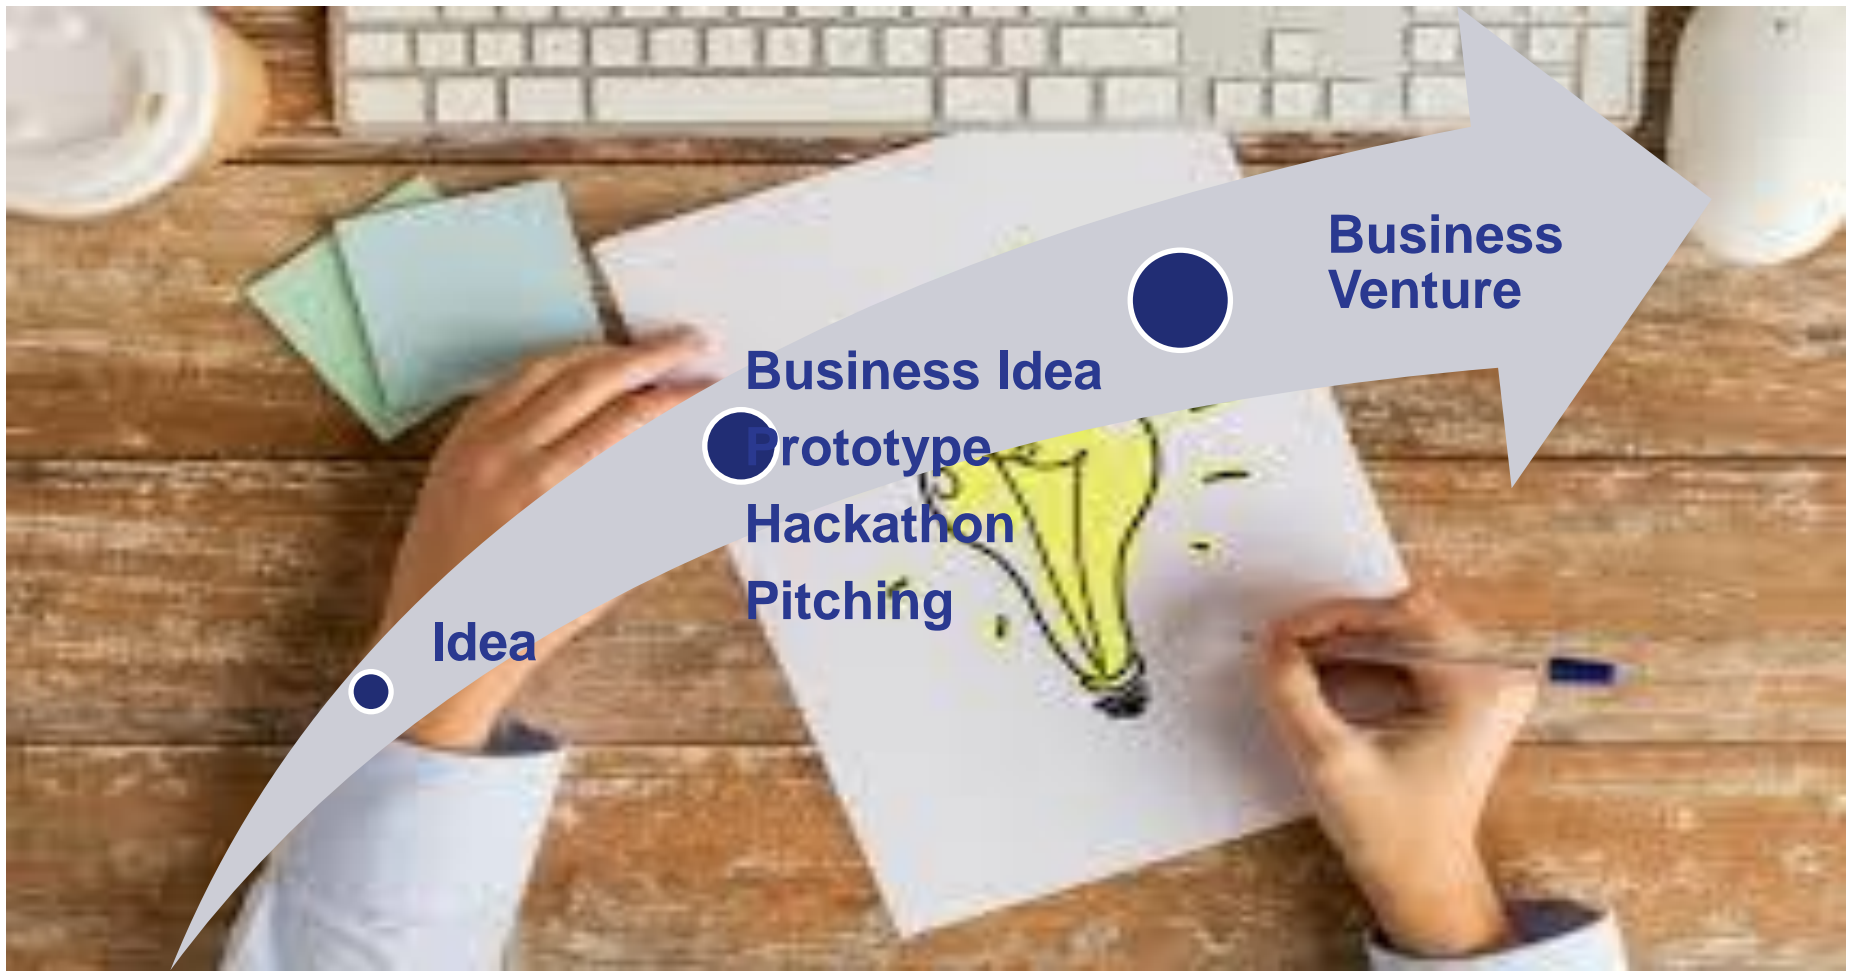 Idea
Business Idea
Prototype
Hackathon
Pitching
Business
Venture